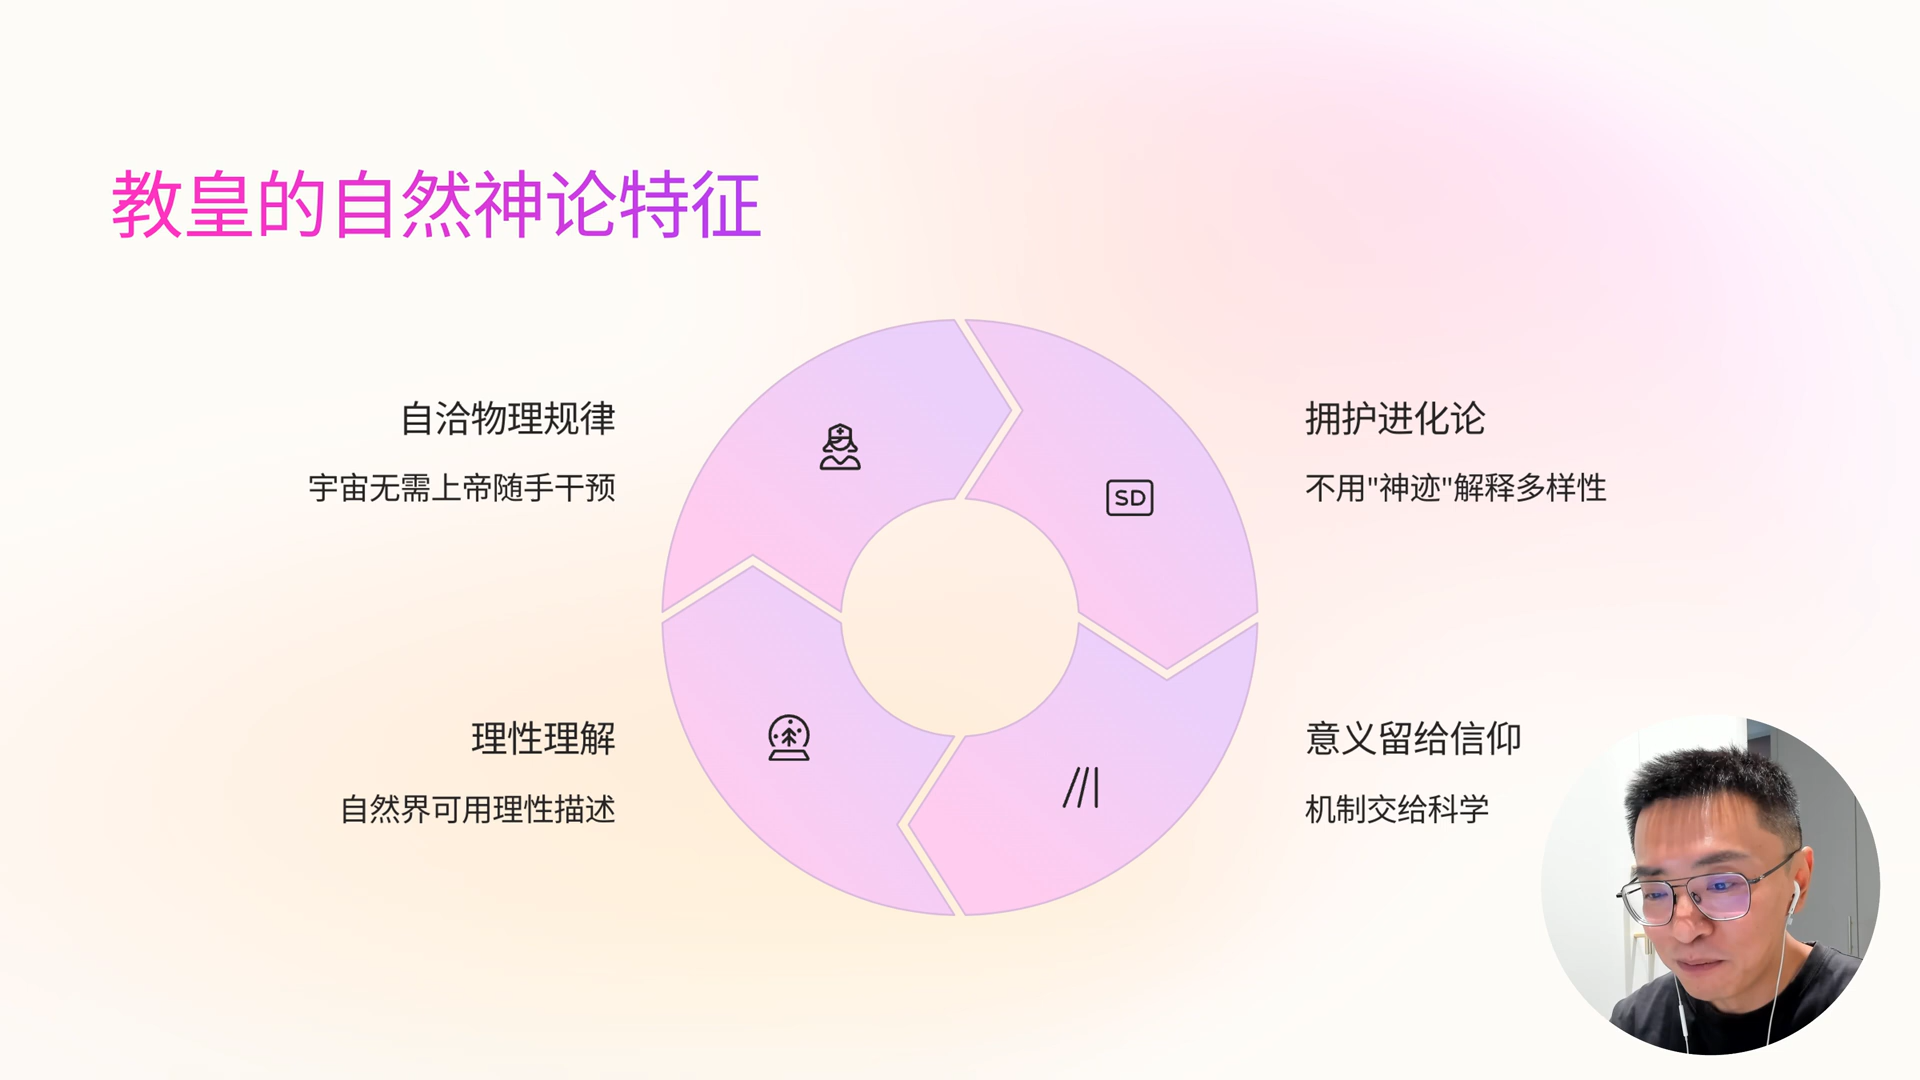 教皇的自然神论特征
自洽物理规律
宇宙无需上帝随手干预
拥护进化论
不用"神迹"解释多样性
SD
理性理解
自然界可用理性描述
意义留给信仰
机制交给科学